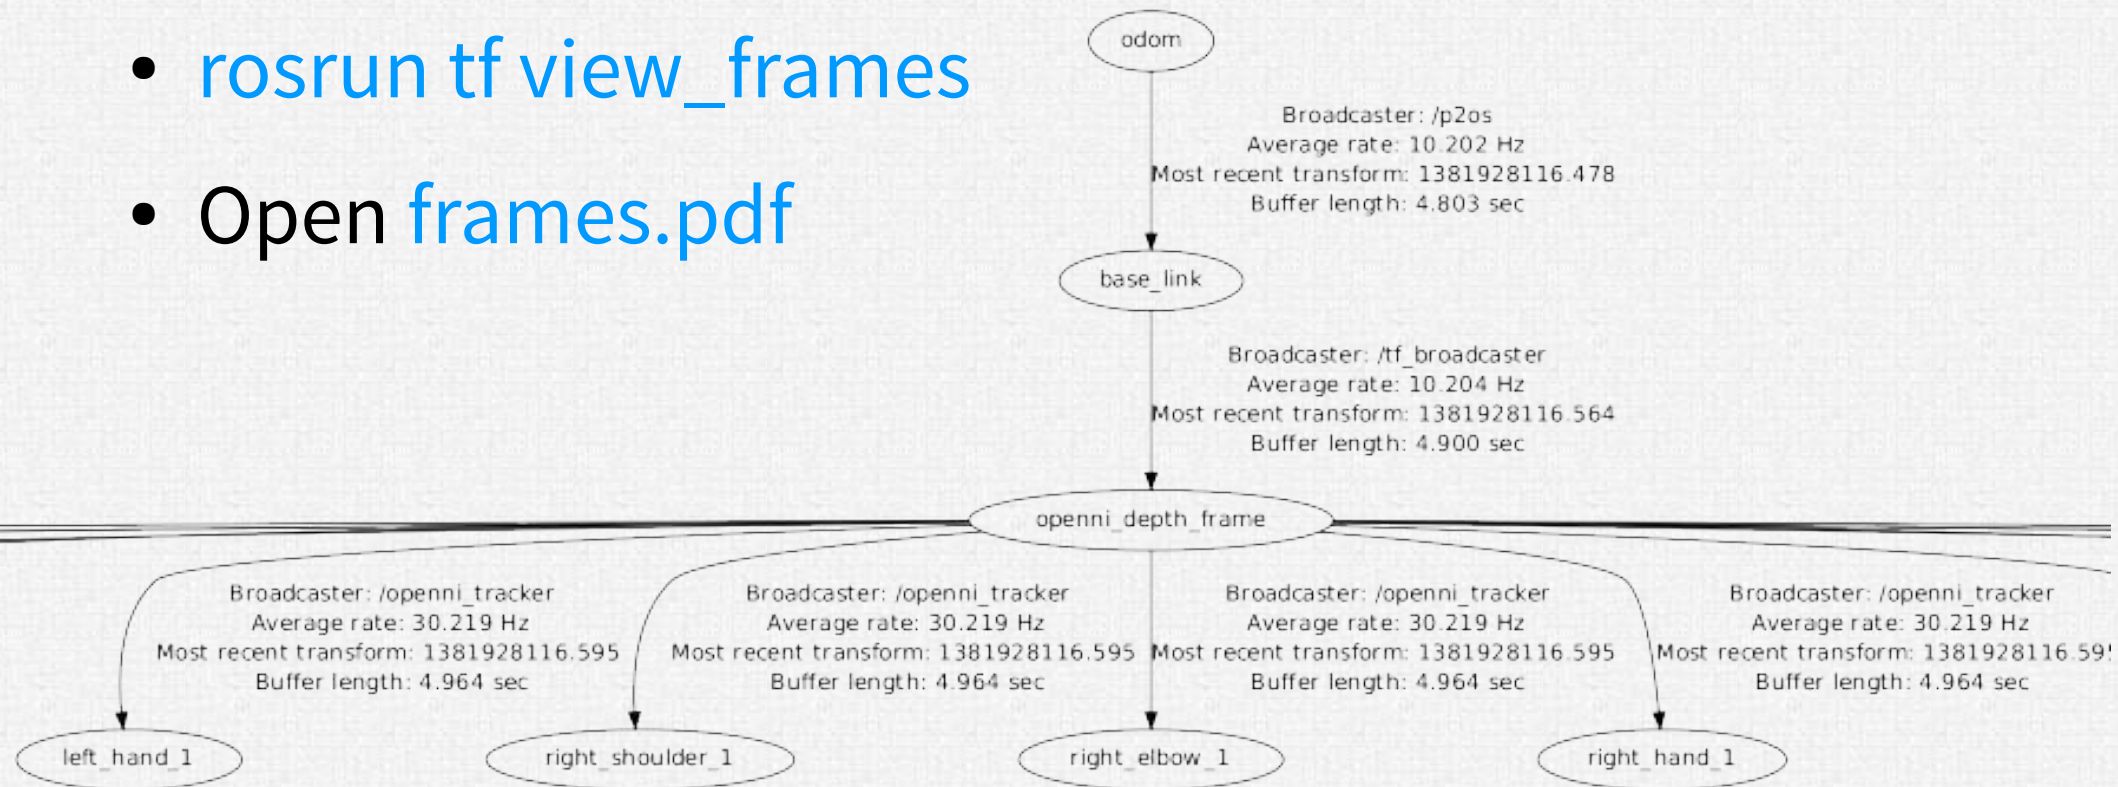 • rosrun tf view_frames
• Open frames.pdf
odom
Broadcaster: /p2os
Average rate: 10.202 Hz
Most recent transform: 1381928116.478
Buffer length: 4.803 sec
base_link
Broadcaster: /tf_broadcaster
Average rate: 10.204 Hz
Most recent transform: 1381928116.564
Buffer length: 4.900 sec
openni_depth_frame
Broadcaster: /openni_tracker
Average rate: 30.219 Hz
Most recent transform: 1381928116.595
Buffer length: 4.964 sec
left_hand_1
Broadcaster: /openni_tracker
Average rate: 30.219 Hz
Most recent transform: 1381928116.595
Buffer length: 4.964 sec
right_shoulder_1
Broadcaster: /openni_tracker
Average rate: 30.219 Hz
Most recent transform: 1381928116.595
Buffer length: 4.964 sec
right_elbow_1
Broadcaster: /openni_tracker
Average rate: 30.219 Hz
Most recent transform: 1381928116.59
Buffer length: 4.964 sec
right_hand_1